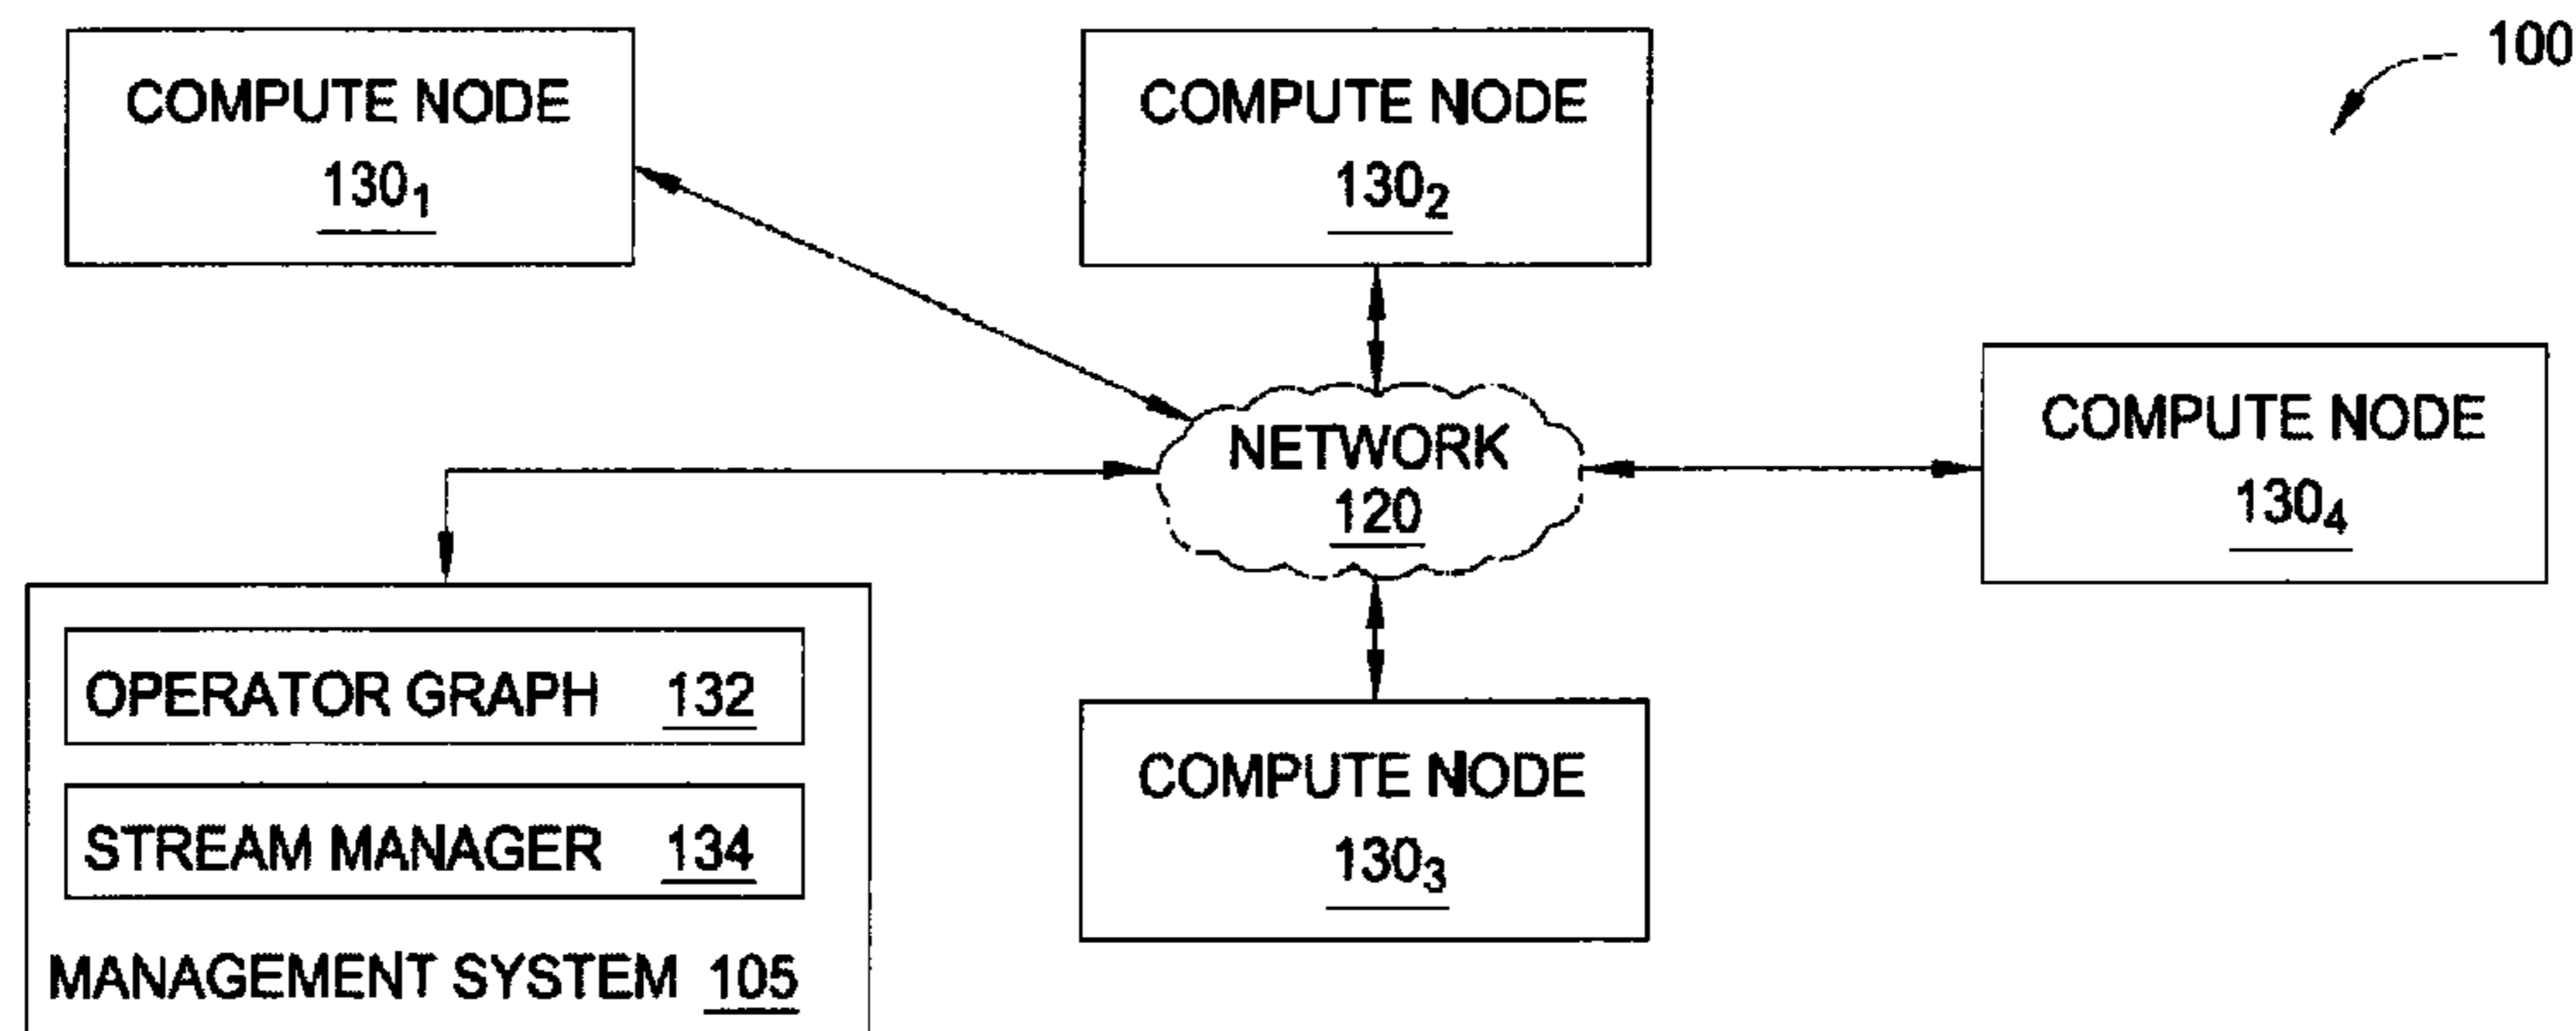 100
COMPUTE NODE
130₁
COMPUTE NODE
130₂
NETWORK
120
COMPUTE NODE
130₄
OPERATOR GRAPH 132
STREAM MANAGER 134
MANAGEMENT SYSTEM 105
COMPUTE NODE
130₃